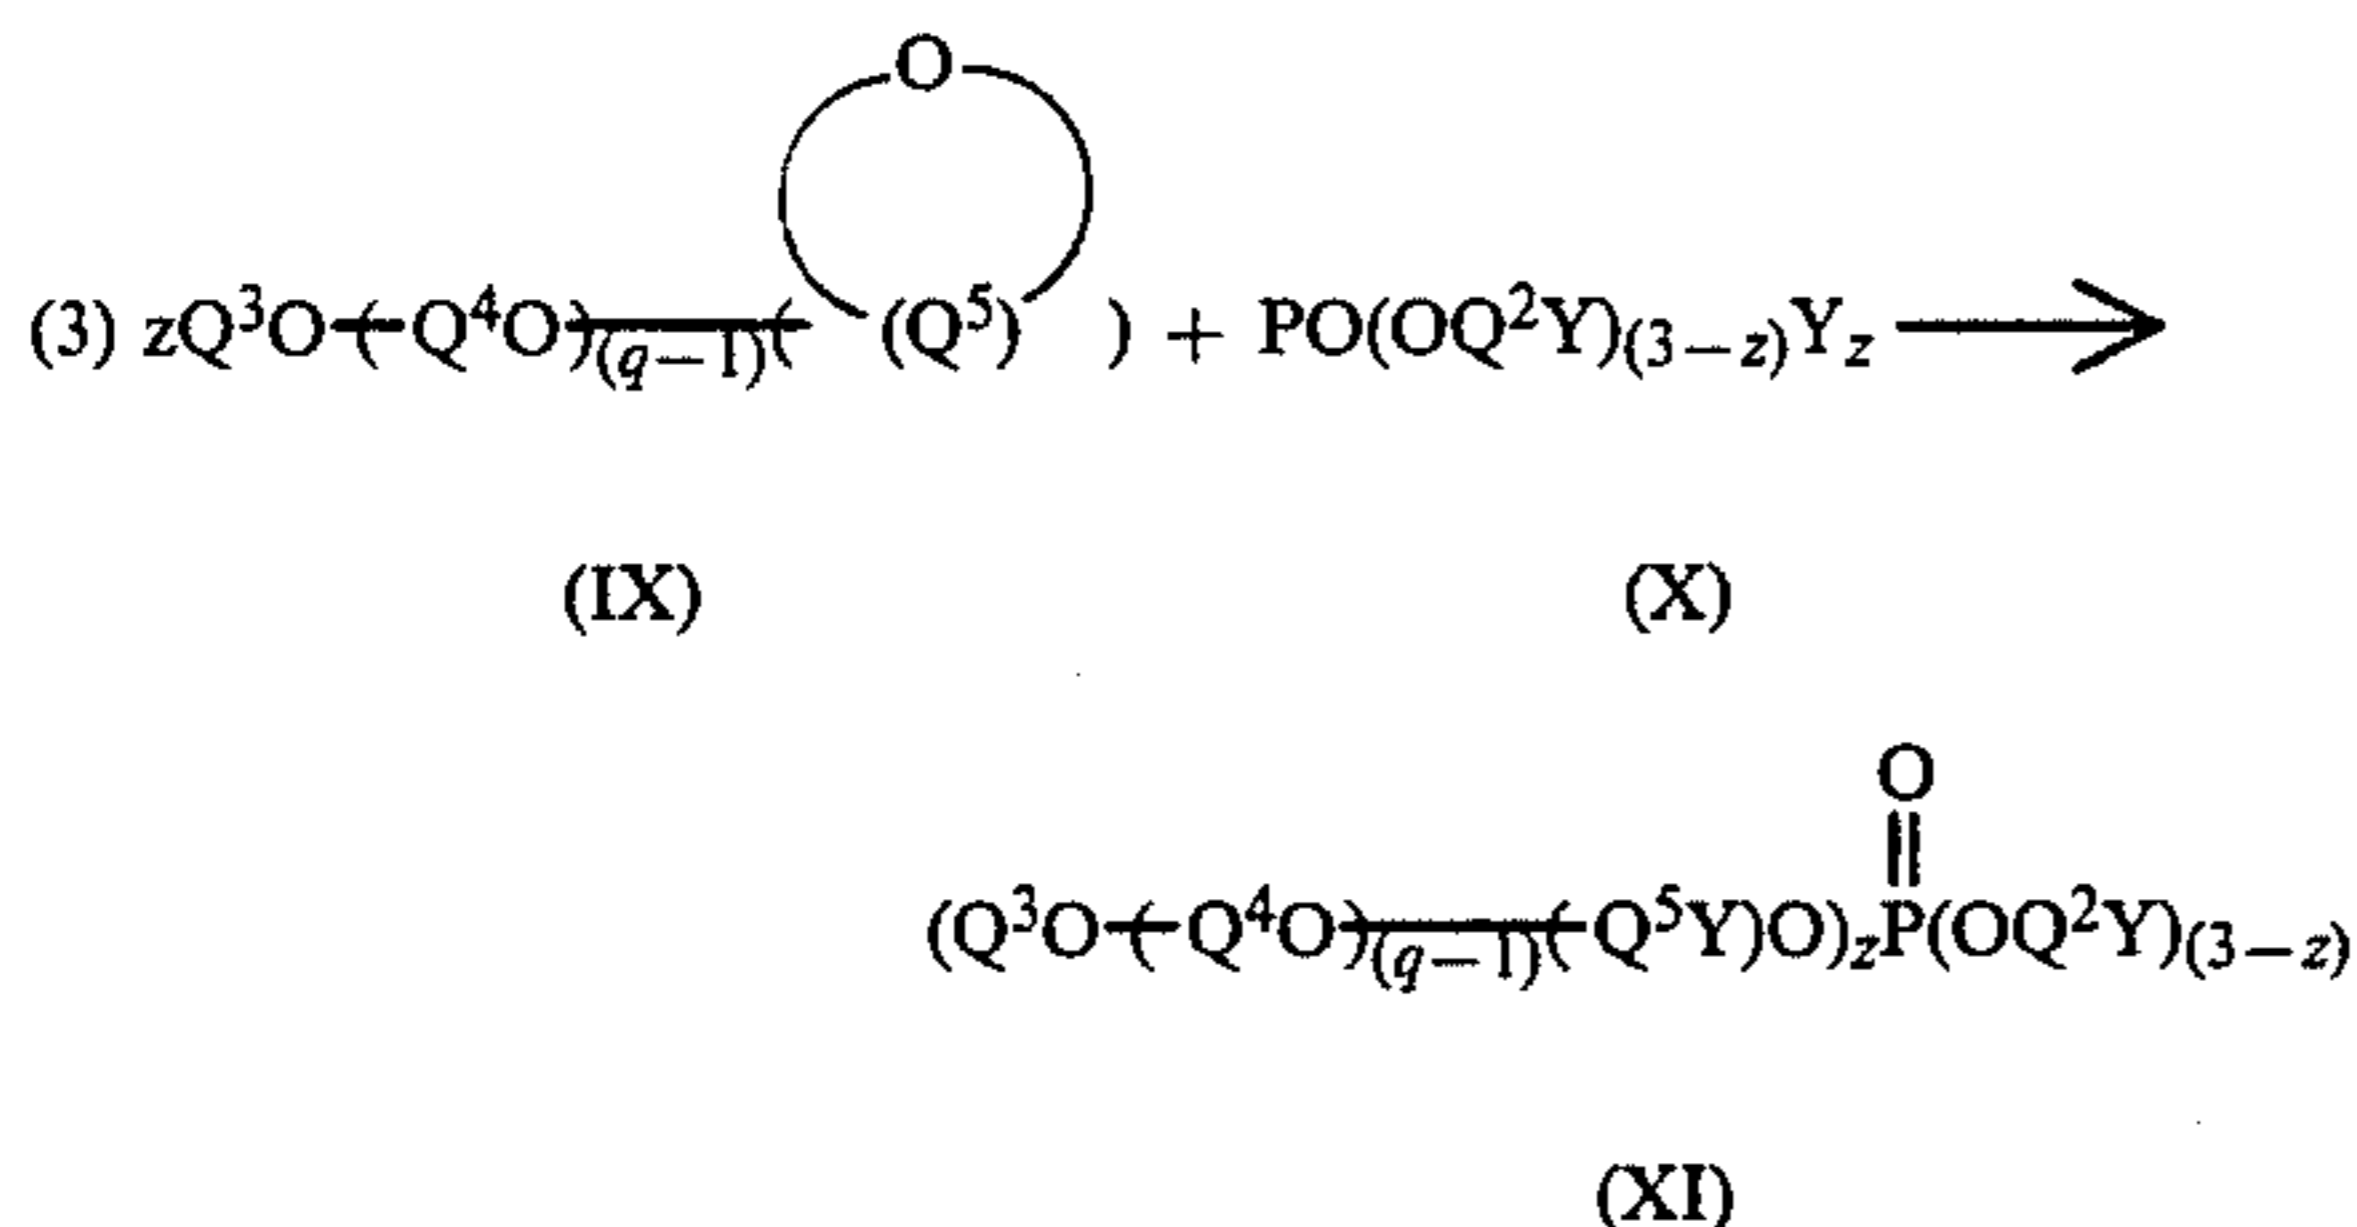 O
(3) zQ³O-(-Q⁴O)₍q₋₁₎( (Q⁵) ) + PO(OQ²Y)₍₃₋z₎Yz ⟶
(IX) (X)
O
(Q³O-(-Q⁴O)₍q₋₁₎(-Q⁵Y)O)zP(OQ²Y)₍₃₋z₎
(XI)